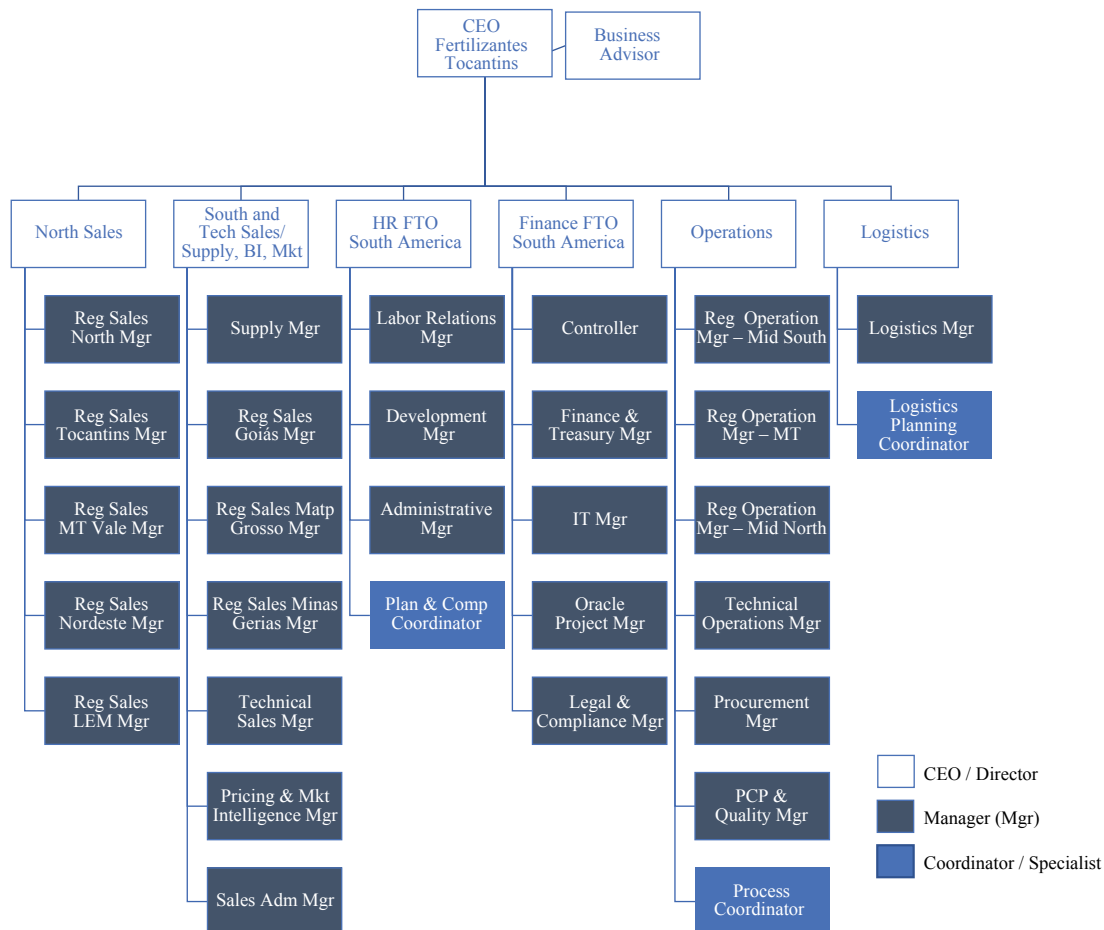 CEO
Fertilizantes
Tocantins
Business
Advisor
North Sales
South and
Tech Sales/
Supply, BI, Mkt
HR FTO
South America
Finance FTO
South America
Operations
Logistics
Reg Sales
North Mgr
Reg Sales
Tocantins Mgr
Reg Sales
MT Vale Mgr
Reg Sales
Nordeste Mgr
Reg Sales
LEM Mgr
Supply Mgr
Reg Sales
Goiás Mgr
Reg Sales Matp
Grosso Mgr
Reg Sales Minas
Gerias Mgr
Technical
Sales Mgr
Pricing & Mkt
Intelligence Mgr
Sales Adm Mgr
Labor Relations
Mgr
Development
Mgr
Administrative
Mgr
Plan & Comp
Coordinator
Controller
Finance &
Treasury Mgr
IT Mgr
Oracle
Project Mgr
Legal &
Compliance Mgr
Reg Operation
Mgr – Mid South
Reg Operation
Mgr – MT
Reg Operation
Mgr – Mid North
Technical
Operations Mgr
Procurement
Mgr
PCP &
Quality Mgr
Process
Coordinator
Logistics Mgr
Logistics
Planning
Coordinator
CEO / Director
Manager (Mgr)
Coordinator / Specialist